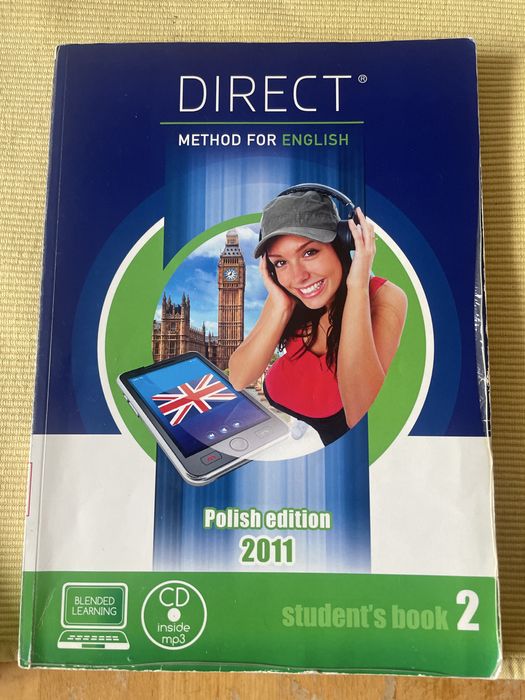 DIRECT®
METHOD FOR ENGLISH
Polish edition
2011
BLENDED
LEARNING
CD
inside
mp3
student's book 2